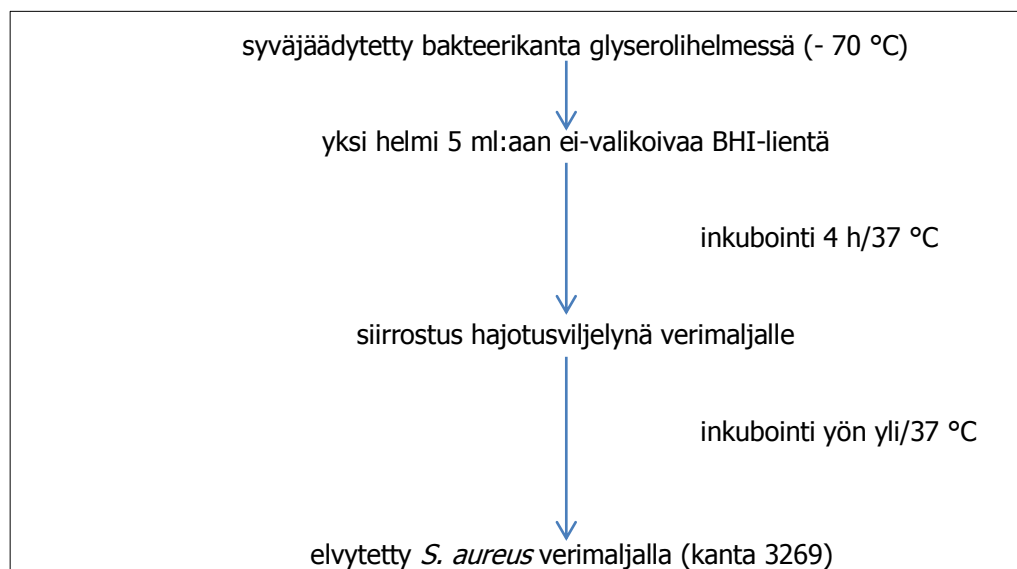 syväjäädytetty bakteerikanta glyserolihelmessä (- 70 °C)
yksi helmi 5 ml:aan ei-valikoivaa BHI-lientä
inkubointi 4 h/37 °C
siirrostus hajotusviljelynä verimaljalle
inkubointi yön yli/37 °C
elvytetty S. aureus verimaljalla (kanta 3269)